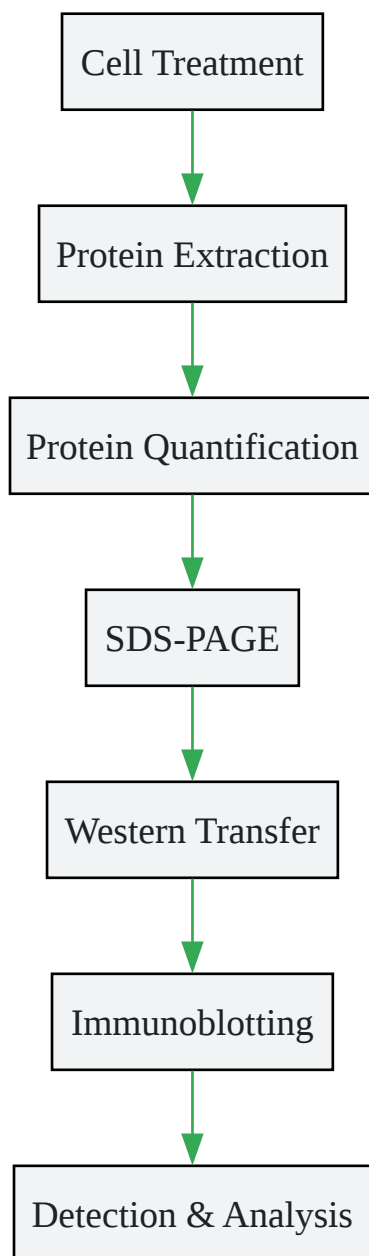 Cell Treatment
Protein Extraction
Protein Quantification
SDS-PAGE
Western Transfer
Immunoblotting
Detection & Analysis